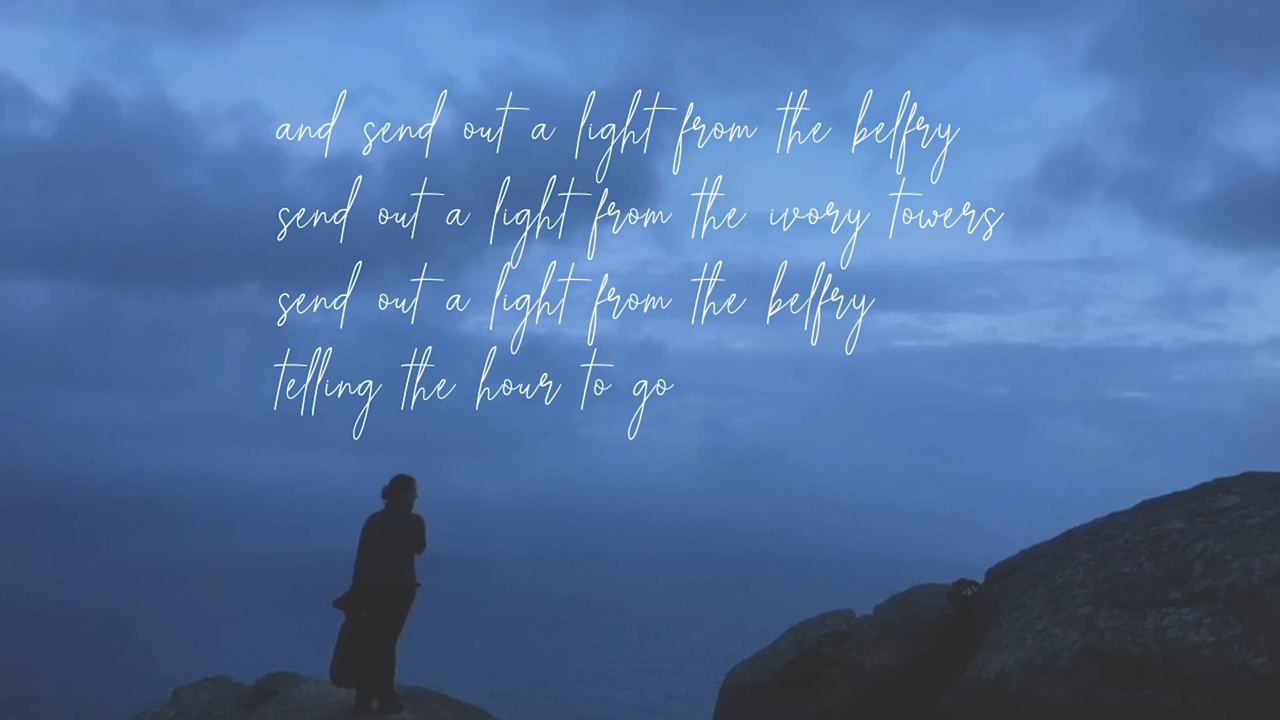 and send out a light from the belfry
send out a light from the ivory towers
send out a light from the belfry
telling the hour to go